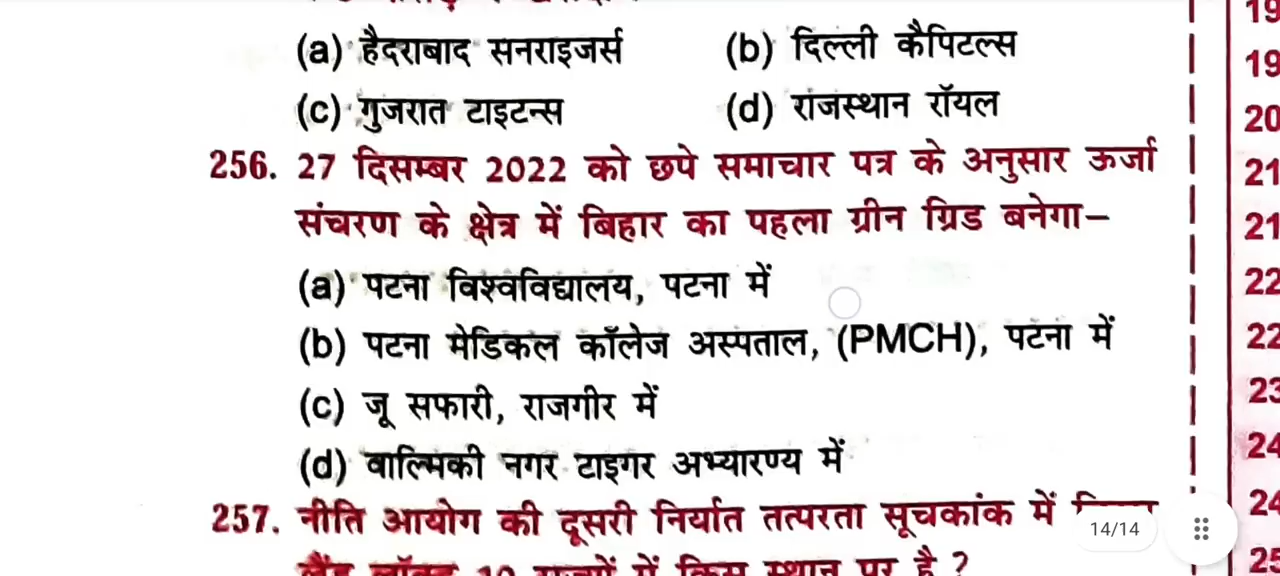 (a) हैदराबाद सनराइजर्स (b) दिल्ली कैपिटल्स
(c) गुजरात टाइटन्स (d) राजस्थान रॉयल
256. 27 दिसम्बर 2022 को छपे समाचार पत्र के अनुसार ऊर्जा
संचरण के क्षेत्र में बिहार का पहला ग्रीन ग्रिड बनेगा–
(a) पटना विश्वविद्यालय, पटना में
(b) पटना मेडिकल कॉलेज अस्पताल, (PMCH), पटना में
(c) जू सफारी, राजगीर में
(d) वाल्मिकी नगर टाइगर अभ्यारण्य में
257. नीति आयोग की दूसरी निर्यात तत्परता सूचकांक में
10 राज्यों में किस स्थान पर है ?
14/14
19
19
20
21
21
22
22
23
24
24
25